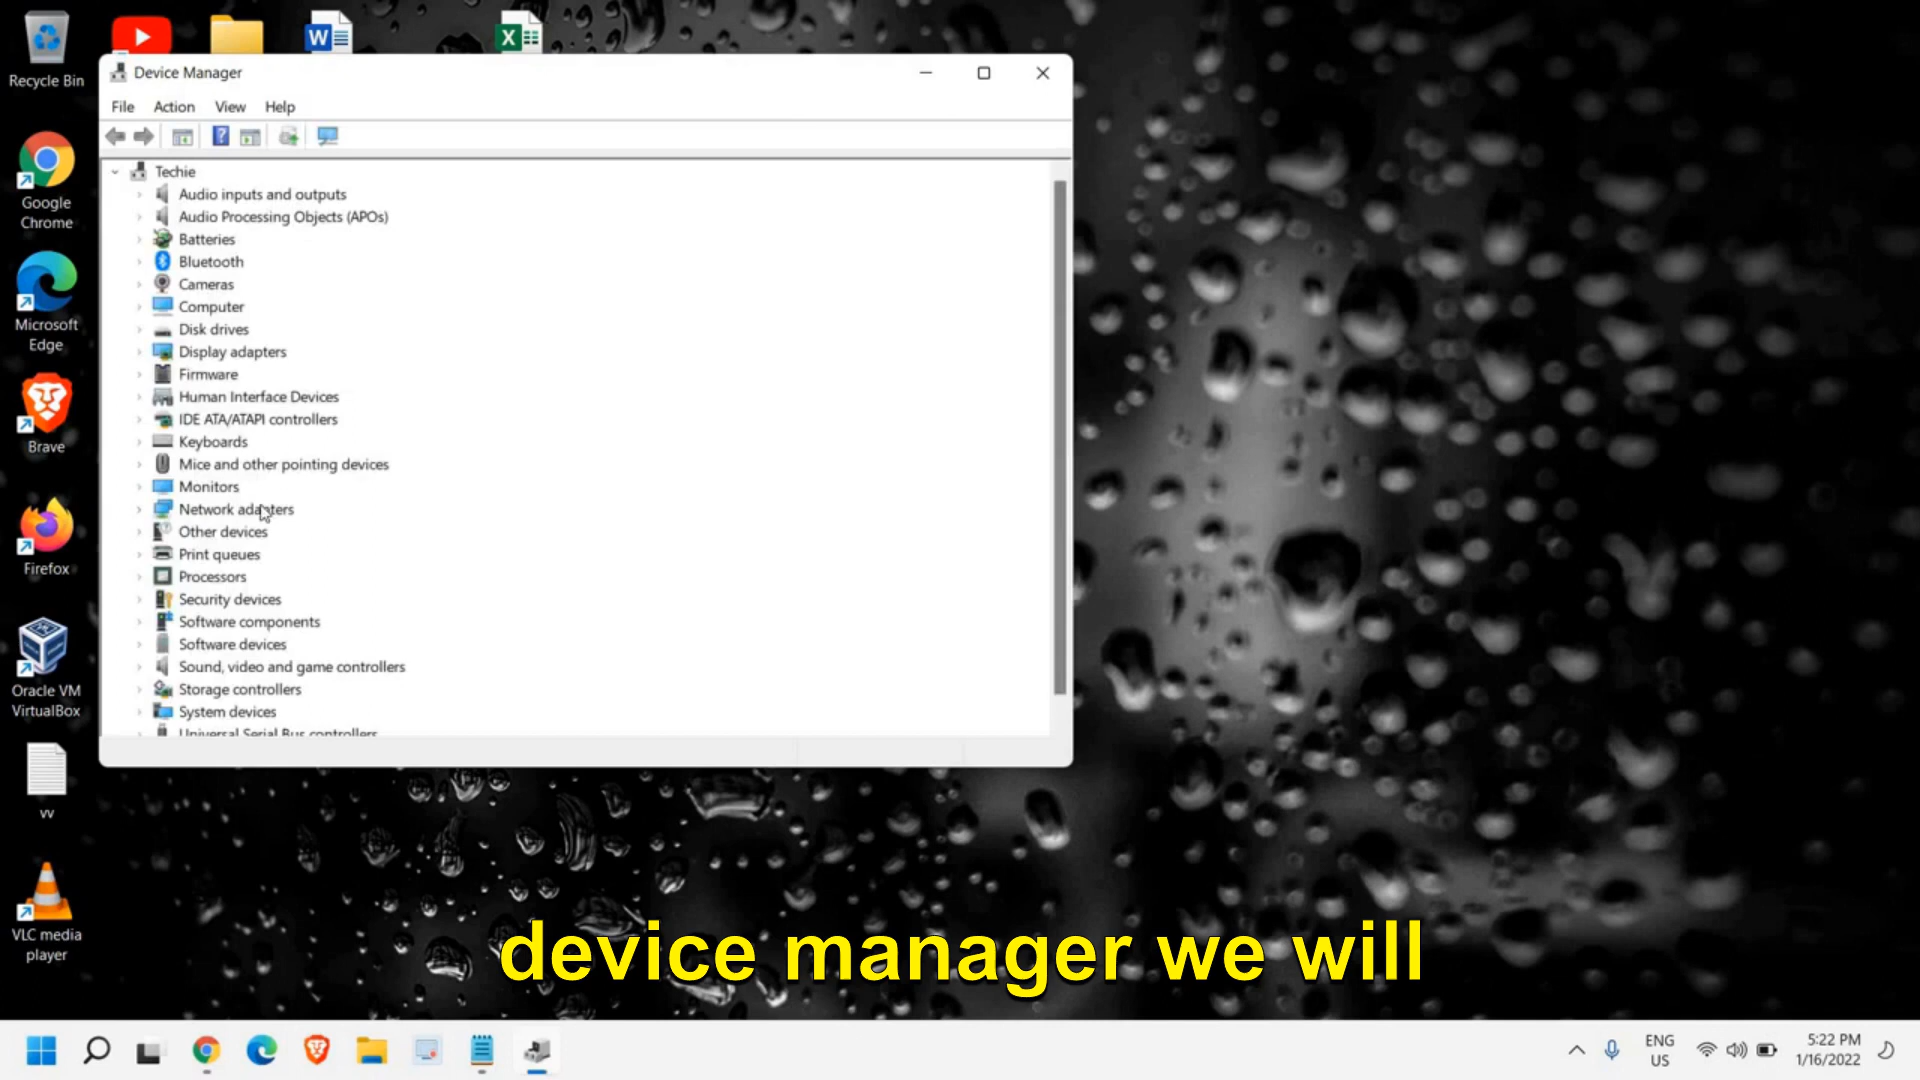 Recycle Bin
Google
Chrome
Microsoft
Edge
Brave
Firefox
Oracle VM
VirtualBox
vv
VLC media
player
Device Manager
File Action View Help
Techie
Audio inputs and outputs
Audio Processing Objects (APOs)
Batteries
Bluetooth
Cameras
Computer
Disk drives
Display adapters
Firmware
Human Interface Devices
IDE ATA/ATAPI controllers
Keyboards
Mice and other pointing devices
Monitors
Network adapters
Other devices
Print queues
Processors
Security devices
Software components
Software devices
Sound, video and game controllers
Storage controllers
System devices
Universal Serial Bus controllers
device manager we will
ENG
US
5:22 PM
1/16/2022